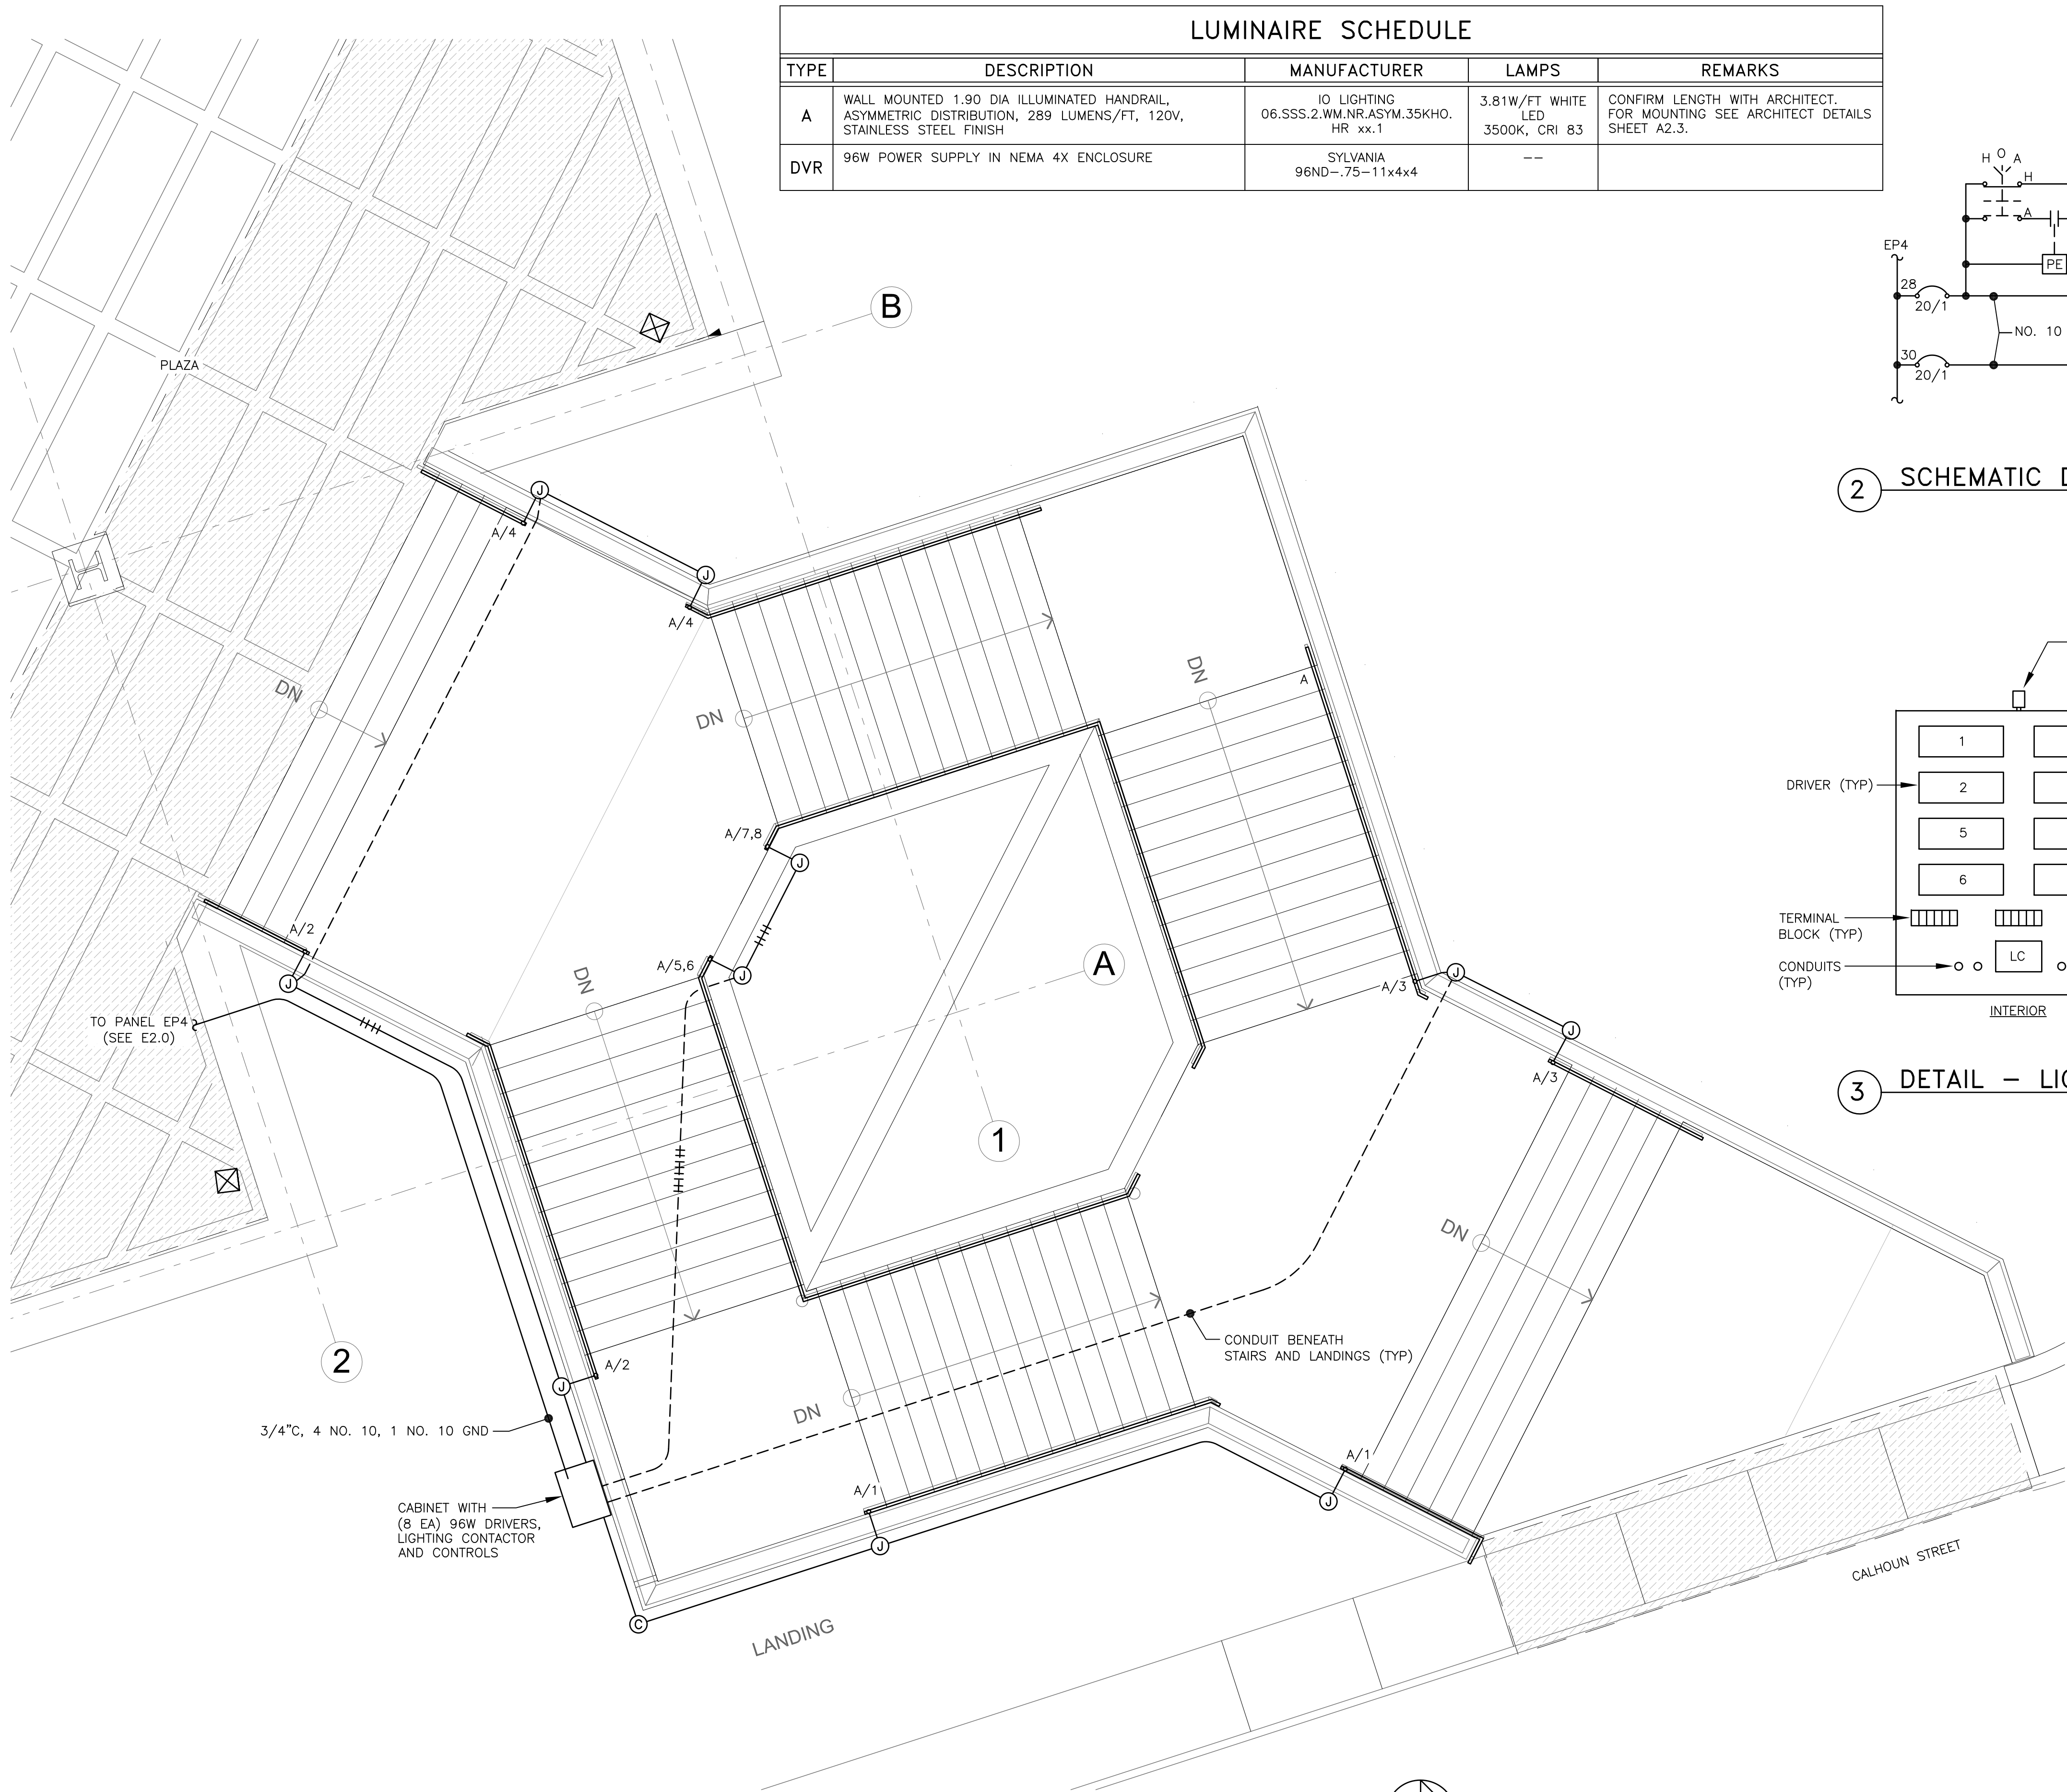 LUMINAIRE SCHEDULE
TYPE DESCRIPTION MANUFACTURER LAMPS REMARKS
A
WALL MOUNTED 1.90 DIA ILLUMINATED HANDRAIL,
ASYMMETRIC DISTRIBUTION, 289 LUMENS/FT, 120V,
STAINLESS STEEL FINISH
IO LIGHTING
06.SSS.2.WM.NR.ASYM.35KHO.
HR xx.1
3.81W/FT WHITE
LED
3500K, CRI 83
CONFIRM LENGTH WITH ARCHITECT.
FOR MOUNTING SEE ARCHITECT DETAILS
SHEET A2.3.
DVR
96W POWER SUPPLY IN NEMA 4X ENCLOSURE
SYLVANIA
96ND-.75-11x4x4
--
H O A
H
A
PE
EP4
28
20/1
NO. 10
30
20/1
2 SCHEMATIC D
1
DRIVER (TYP)
2
5
6
TERMINAL
BLOCK (TYP)
LC
CONDUITS
(TYP)
INTERIOR
3 DETAIL - LIG
B
PLAZA
J
A/4
J
A/4
DN
DN
DN
A
A/7,8
J
A/2
J
A/5,6
J
A
DN
TO PANEL EP4
(SEE E2.0)
A/3
J
J
A/3
1
DN
2
J
A/2
CONDUIT BENEATH
STAIRS AND LANDINGS (TYP)
DN
3/4"C, 4 NO. 10, 1 NO. 10 GND
A/1
A/1
J
J
CABINET WITH
(8 EA) 96W DRIVERS,
LIGHTING CONTACTOR
AND CONTROLS
C
LANDING
CALHOUN STREET